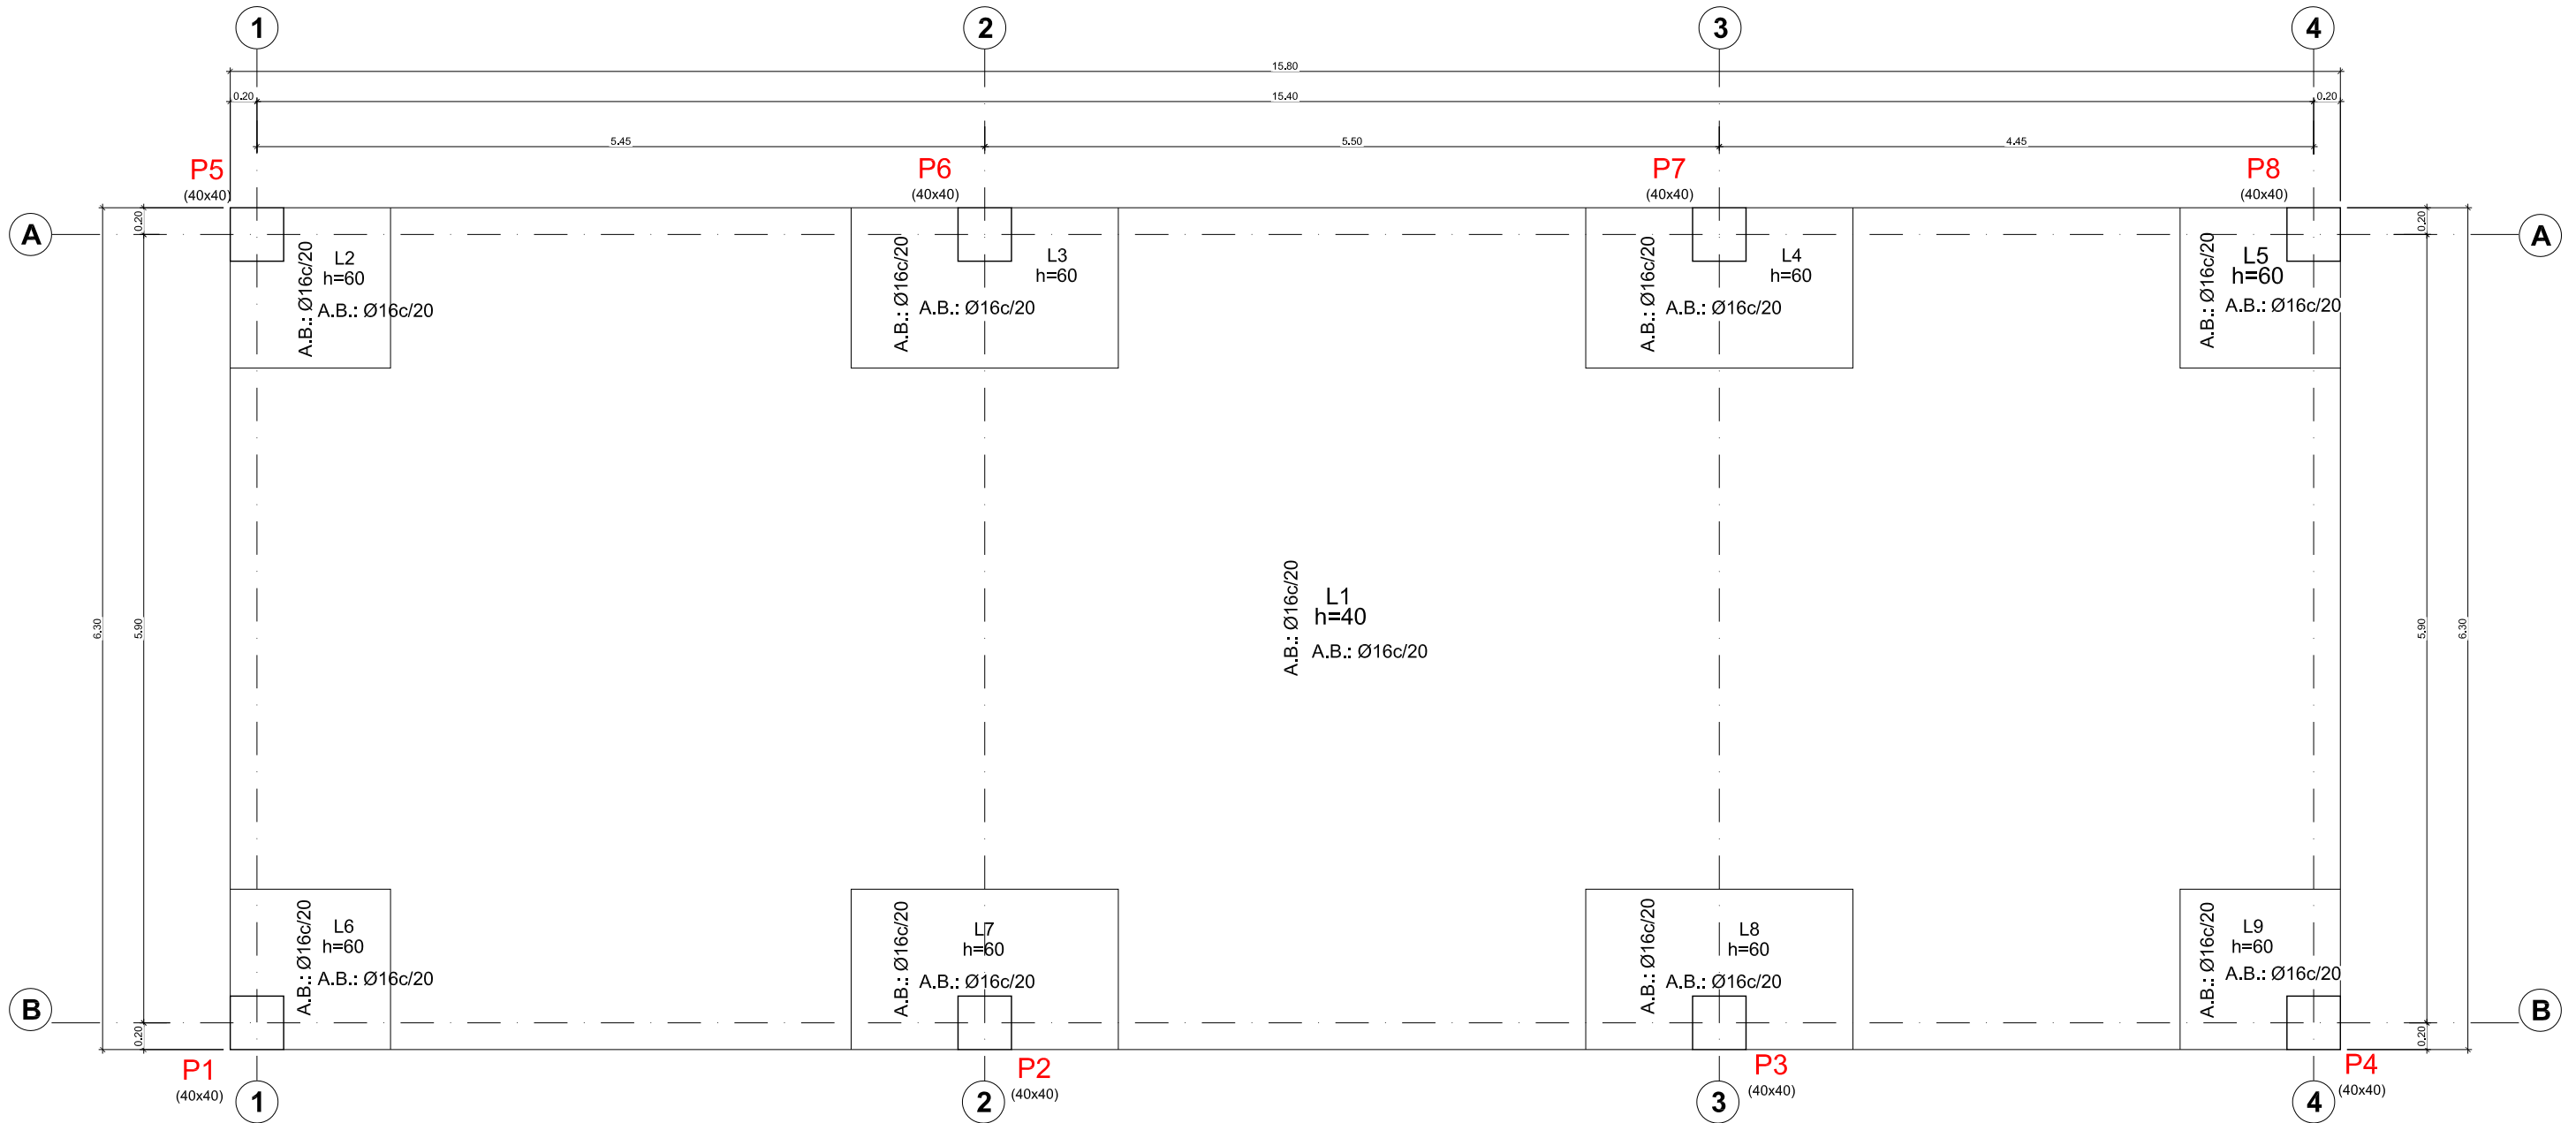 1 2 3 4
15.80
0.20 15.40 0.20
5.45 5.50 4.45
P5 P6 P7 P8
(40x40) (40x40) (40x40) (40x40)
A 0.20 0.20 A
A.B.: Ø16c/20
L2
h=60
A.B.: Ø16c/20
A.B.: Ø16c/20
L3
h=60
A.B.: Ø16c/20
A.B.: Ø16c/20
L4
h=60
A.B.: Ø16c/20
A.B.: Ø16c/20
L5
h=60
A.B.: Ø16c/20
6.30 5.90
A.B.: Ø16c/20
L1
h=40
A.B.: Ø16c/20
5.90 6.30
A.B.: Ø16c/20
L6
h=60
A.B.: Ø16c/20
A.B.: Ø16c/20
L7
h=60
A.B.: Ø16c/20
A.B.: Ø16c/20
L8
h=60
A.B.: Ø16c/20
A.B.: Ø16c/20
L9
h=60
A.B.: Ø16c/20
B 0.20 0.20 B
P1 P2 P3 P4
(40x40) (40x40) (40x40) (40x40)
1 2 3 4